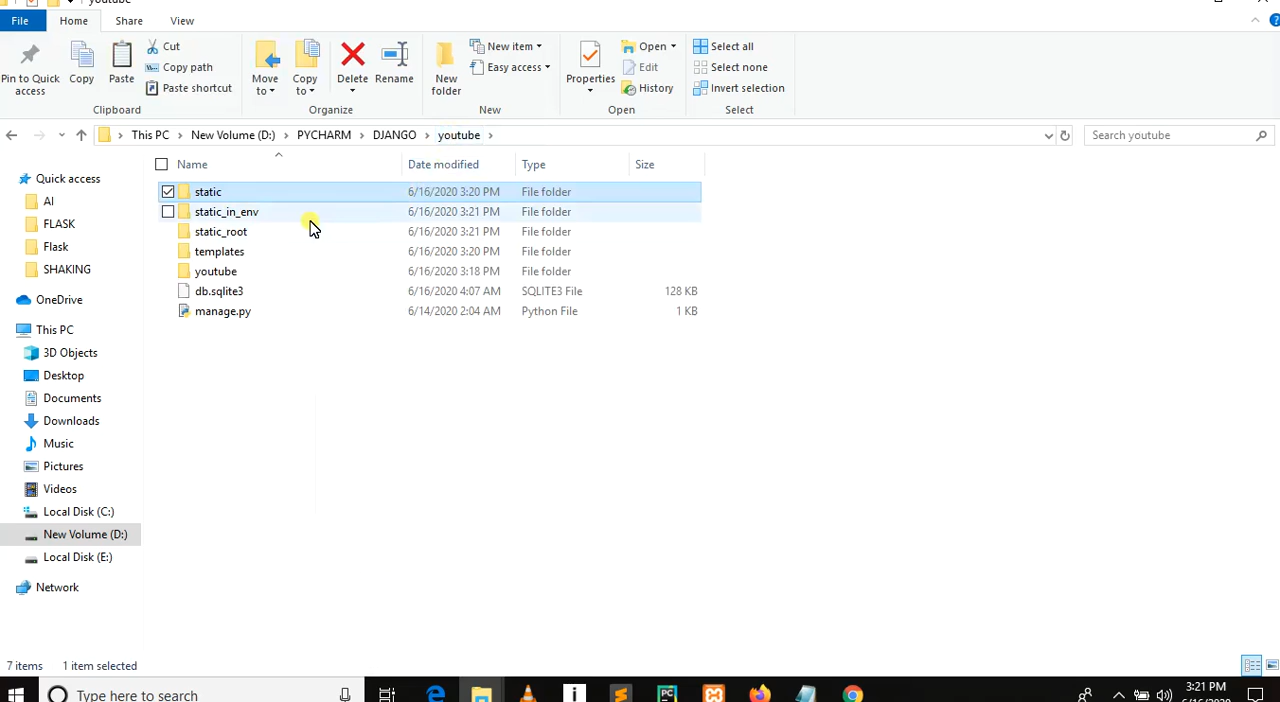 youtube
File Home Share View
Pin to Quick access
Copy
Paste
Cut
Copy path
Paste shortcut
Clipboard
Move to
Copy to
Delete
Rename
Organize
New folder
New item
Easy access
New
Properties
Open
Edit
History
Open
Select all
Select none
Invert selection
Select
This PC New Volume (D:) PYCHARM DJANGO youtube
Search youtube
Name Date modified Type Size
static 6/16/2020 3:20 PM File folder
static_in_env 6/16/2020 3:21 PM File folder
static_root 6/16/2020 3:21 PM File folder
templates 6/16/2020 3:20 PM File folder
youtube 6/16/2020 3:18 PM File folder
db.sqlite3 6/16/2020 4:07 AM SQLITE3 File 128 KB
manage.py 6/14/2020 2:04 AM Python File 1 KB
Quick access
AI
FLASK
Flask
SHAKING
OneDrive
This PC
3D Objects
Desktop
Documents
Downloads
Music
Pictures
Videos
Local Disk (C:)
New Volume (D:)
Local Disk (E:)
Network
7 items 1 item selected
Type here to search
3:21 PM
6/16/2020